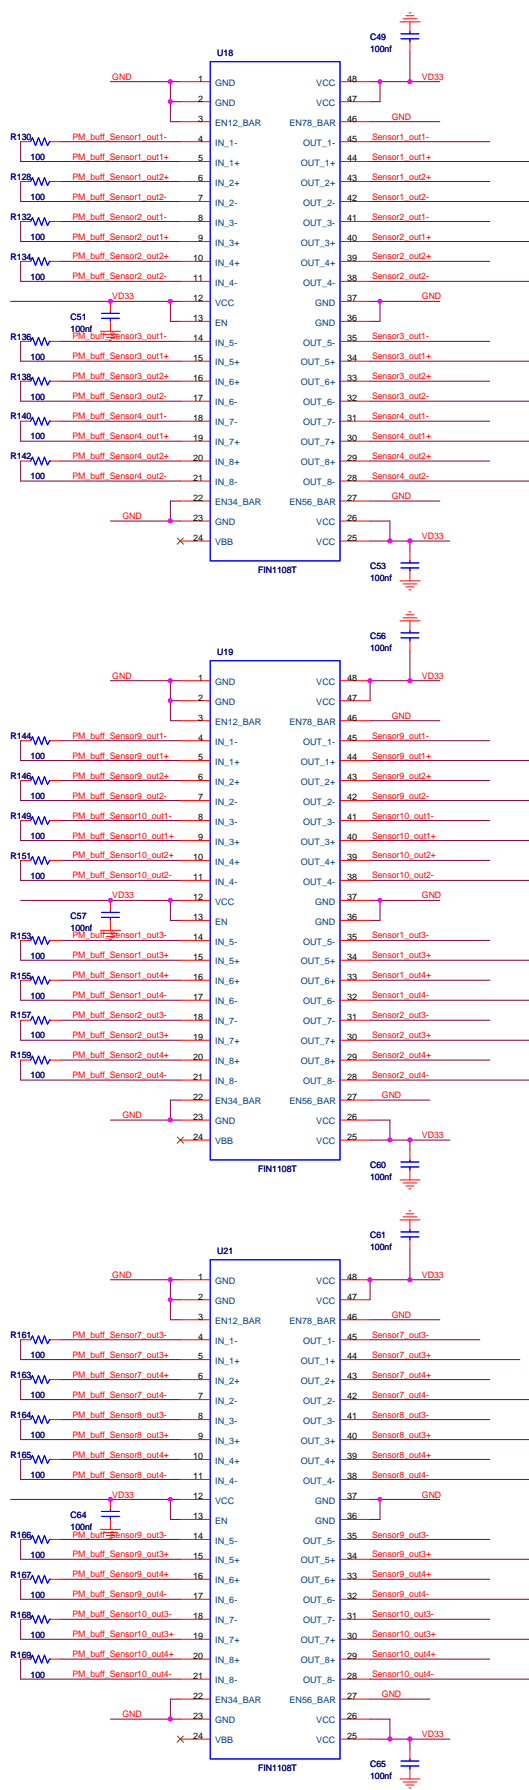 C49
100nf
U18
GND 1 GND VCC 48 VD33
2 GND VCC 47
3 EN12_BAR EN78_BAR 46 GND
R130 PM_buff_Sensor1_out1- 4 IN_1- OUT_1- 45 Sensor1_out1-
100 PM_buff_Sensor1_out1+ 5 IN_1+ OUT_1+ 44 Sensor1_out1+
R128 PM_buff_Sensor1_out2+ 6 IN_2+ OUT_2+ 43 Sensor1_out2+
100 PM_buff_Sensor1_out2- 7 IN_2- OUT_2- 42 Sensor1_out2-
R132 PM_buff_Sensor2_out1- 8 IN_3- OUT_3- 41 Sensor2_out1-
100 PM_buff_Sensor2_out1+ 9 IN_3+ OUT_3+ 40 Sensor2_out1+
R134 PM_buff_Sensor2_out2+ 10 IN_4+ OUT_4+ 39 Sensor2_out2+
100 PM_buff_Sensor2_out2- 11 IN_4- OUT_4- 38 Sensor2_out2-
VD33 12 VCC GND 37 GND
C51 13 EN GND 36
100nf
R136 PM_buff_Sensor3_out1- 14 IN_5- OUT_5- 35 Sensor3_out1-
100 PM_buff_Sensor3_out1+ 15 IN_5+ OUT_5+ 34 Sensor3_out1+
R138 PM_buff_Sensor3_out2+ 16 IN_6+ OUT_6+ 33 Sensor3_out2+
100 PM_buff_Sensor3_out2- 17 IN_6- OUT_6- 32 Sensor3_out2-
R140 PM_buff_Sensor4_out1- 18 IN_7- OUT_7- 31 Sensor4_out1-
100 PM_buff_Sensor4_out1+ 19 IN_7+ OUT_7+ 30 Sensor4_out1+
R142 PM_buff_Sensor4_out2+ 20 IN_8+ OUT_8+ 29 Sensor4_out2+
100 PM_buff_Sensor4_out2- 21 IN_8- OUT_8- 28 Sensor4_out2-
22 EN34_BAR EN56_BAR 27 GND
GND 23 GND VCC 26
24 VBB VCC 25 VD33
FIN1108T
C53
100nf
C56
100nf
U19
GND 1 GND VCC 48 VD33
2 GND VCC 47
3 EN12_BAR EN78_BAR 46 GND
R144 PM_buff_Sensor9_out1- 4 IN_1- OUT_1- 45 Sensor9_out1-
100 PM_buff_Sensor9_out1+ 5 IN_1+ OUT_1+ 44 Sensor9_out1+
R146 PM_buff_Sensor9_out2+ 6 IN_2+ OUT_2+ 43 Sensor9_out2+
100 PM_buff_Sensor9_out2- 7 IN_2- OUT_2- 42 Sensor9_out2-
R149 PM_buff_Sensor10_out1- 8 IN_3- OUT_3- 41 Sensor10_out1-
100 PM_buff_Sensor10_out1+ 9 IN_3+ OUT_3+ 40 Sensor10_out1+
R151 PM_buff_Sensor10_out2+ 10 IN_4+ OUT_4+ 39 Sensor10_out2+
100 PM_buff_Sensor10_out2- 11 IN_4- OUT_4- 38 Sensor10_out2-
VD33 12 VCC GND 37 GND
C57 13 EN GND 36
100nf
R153 PM_buff_Sensor1_out3- 14 IN_5- OUT_5- 35 Sensor1_out3-
100 PM_buff_Sensor1_out3+ 15 IN_5+ OUT_5+ 34 Sensor1_out3+
R155 PM_buff_Sensor1_out4+ 16 IN_6+ OUT_6+ 33 Sensor1_out4+
100 PM_buff_Sensor1_out4- 17 IN_6- OUT_6- 32 Sensor1_out4-
R157 PM_buff_Sensor2_out3- 18 IN_7- OUT_7- 31 Sensor2_out3-
100 PM_buff_Sensor2_out3+ 19 IN_7+ OUT_7+ 30 Sensor2_out3+
R159 PM_buff_Sensor2_out4+ 20 IN_8+ OUT_8+ 29 Sensor2_out4+
100 PM_buff_Sensor2_out4- 21 IN_8- OUT_8- 28 Sensor2_out4-
22 EN34_BAR EN56_BAR 27 GND
GND 23 GND VCC 26
24 VBB VCC 25 VD33
FIN1108T
C60
100nf
C61
100nf
U21
GND 1 GND VCC 48 VD33
2 GND VCC 47
3 EN12_BAR EN78_BAR 46 GND
R161 PM_buff_Sensor7_out3- 4 IN_1- OUT_1- 45 Sensor7_out3-
100 PM_buff_Sensor7_out3+ 5 IN_1+ OUT_1+ 44 Sensor7_out3+
R163 PM_buff_Sensor7_out4+ 6 IN_2+ OUT_2+ 43 Sensor7_out4+
100 PM_buff_Sensor7_out4- 7 IN_2- OUT_2- 42 Sensor7_out4-
R164 PM_buff_Sensor8_out3- 8 IN_3- OUT_3- 41 Sensor8_out3-
100 PM_buff_Sensor8_out3+ 9 IN_3+ OUT_3+ 40 Sensor8_out3+
R165 PM_buff_Sensor8_out4+ 10 IN_4+ OUT_4+ 39 Sensor8_out4+
100 PM_buff_Sensor8_out4- 11 IN_4- OUT_4- 38 Sensor8_out4-
VD33 12 VCC GND 37 GND
C64 13 EN GND 36
100nf
R166 PM_buff_Sensor9_out3- 14 IN_5- OUT_5- 35 Sensor9_out3-
100 PM_buff_Sensor9_out3+ 15 IN_5+ OUT_5+ 34 Sensor9_out3+
R167 PM_buff_Sensor9_out4+ 16 IN_6+ OUT_6+ 33 Sensor9_out4+
100 PM_buff_Sensor9_out4- 17 IN_6- OUT_6- 32 Sensor9_out4-
R168 PM_buff_Sensor10_out3- 18 IN_7- OUT_7- 31 Sensor10_out3-
100 PM_buff_Sensor10_out3+ 19 IN_7+ OUT_7+ 30 Sensor10_out3+
R169 PM_buff_Sensor10_out4+ 20 IN_8+ OUT_8+ 29 Sensor10_out4+
100 PM_buff_Sensor10_out4- 21 IN_8- OUT_8- 28 Sensor10_out4-
22 EN34_BAR EN56_BAR 27 GND
GND 23 GND VCC 26
24 VBB VCC 25 VD33
FIN1108T
C65
100nf